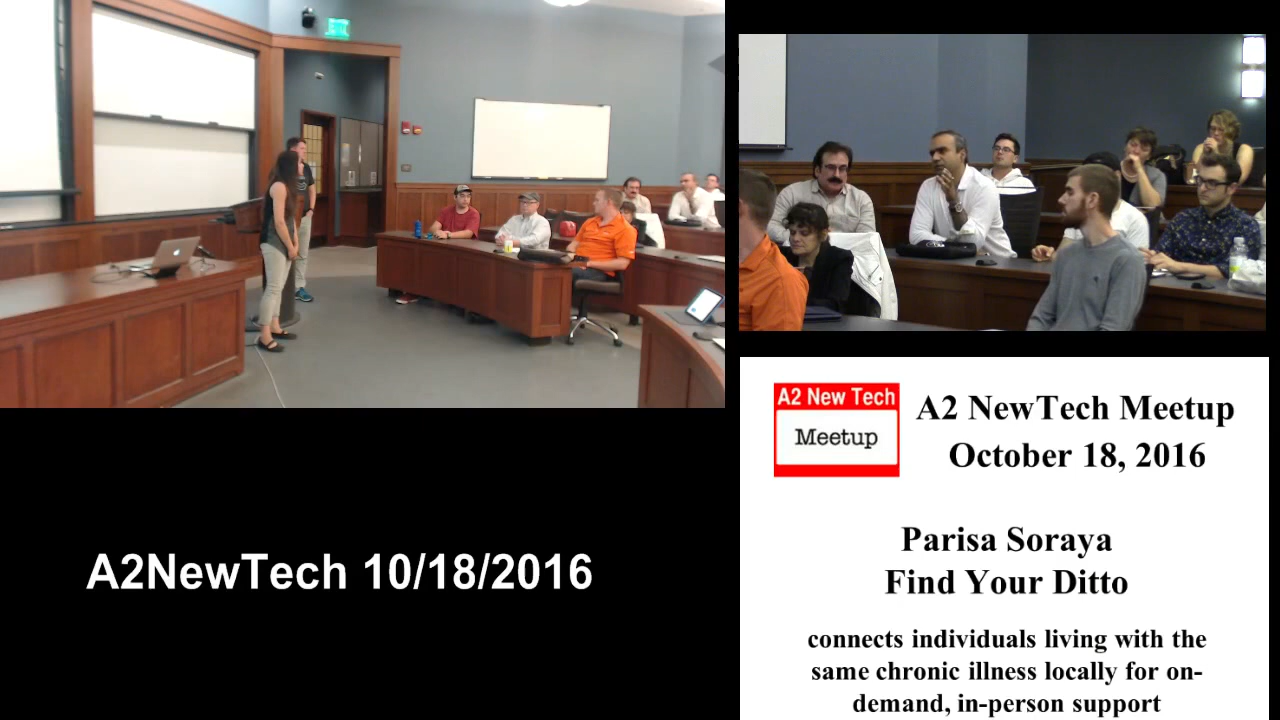 A2NewTech 10/18/2016
A2 New Tech
Meetup
A2 NewTech Meetup
October 18, 2016
Parisa Soraya
Find Your Ditto
connects individuals living with the
same chronic illness locally for on-
demand, in-person support